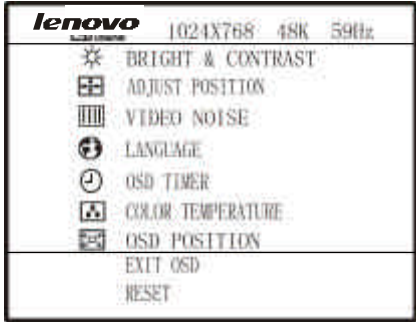 lenovo 1024X768 48K 59Hz
BRIGHT & CONTRAST
ADJUST POSITION
VIDEO NOISE
LANGUAGE
OSD TIMER
COLOR TEMPERATURE
OSD POSITION
EXIT OSD
RESET